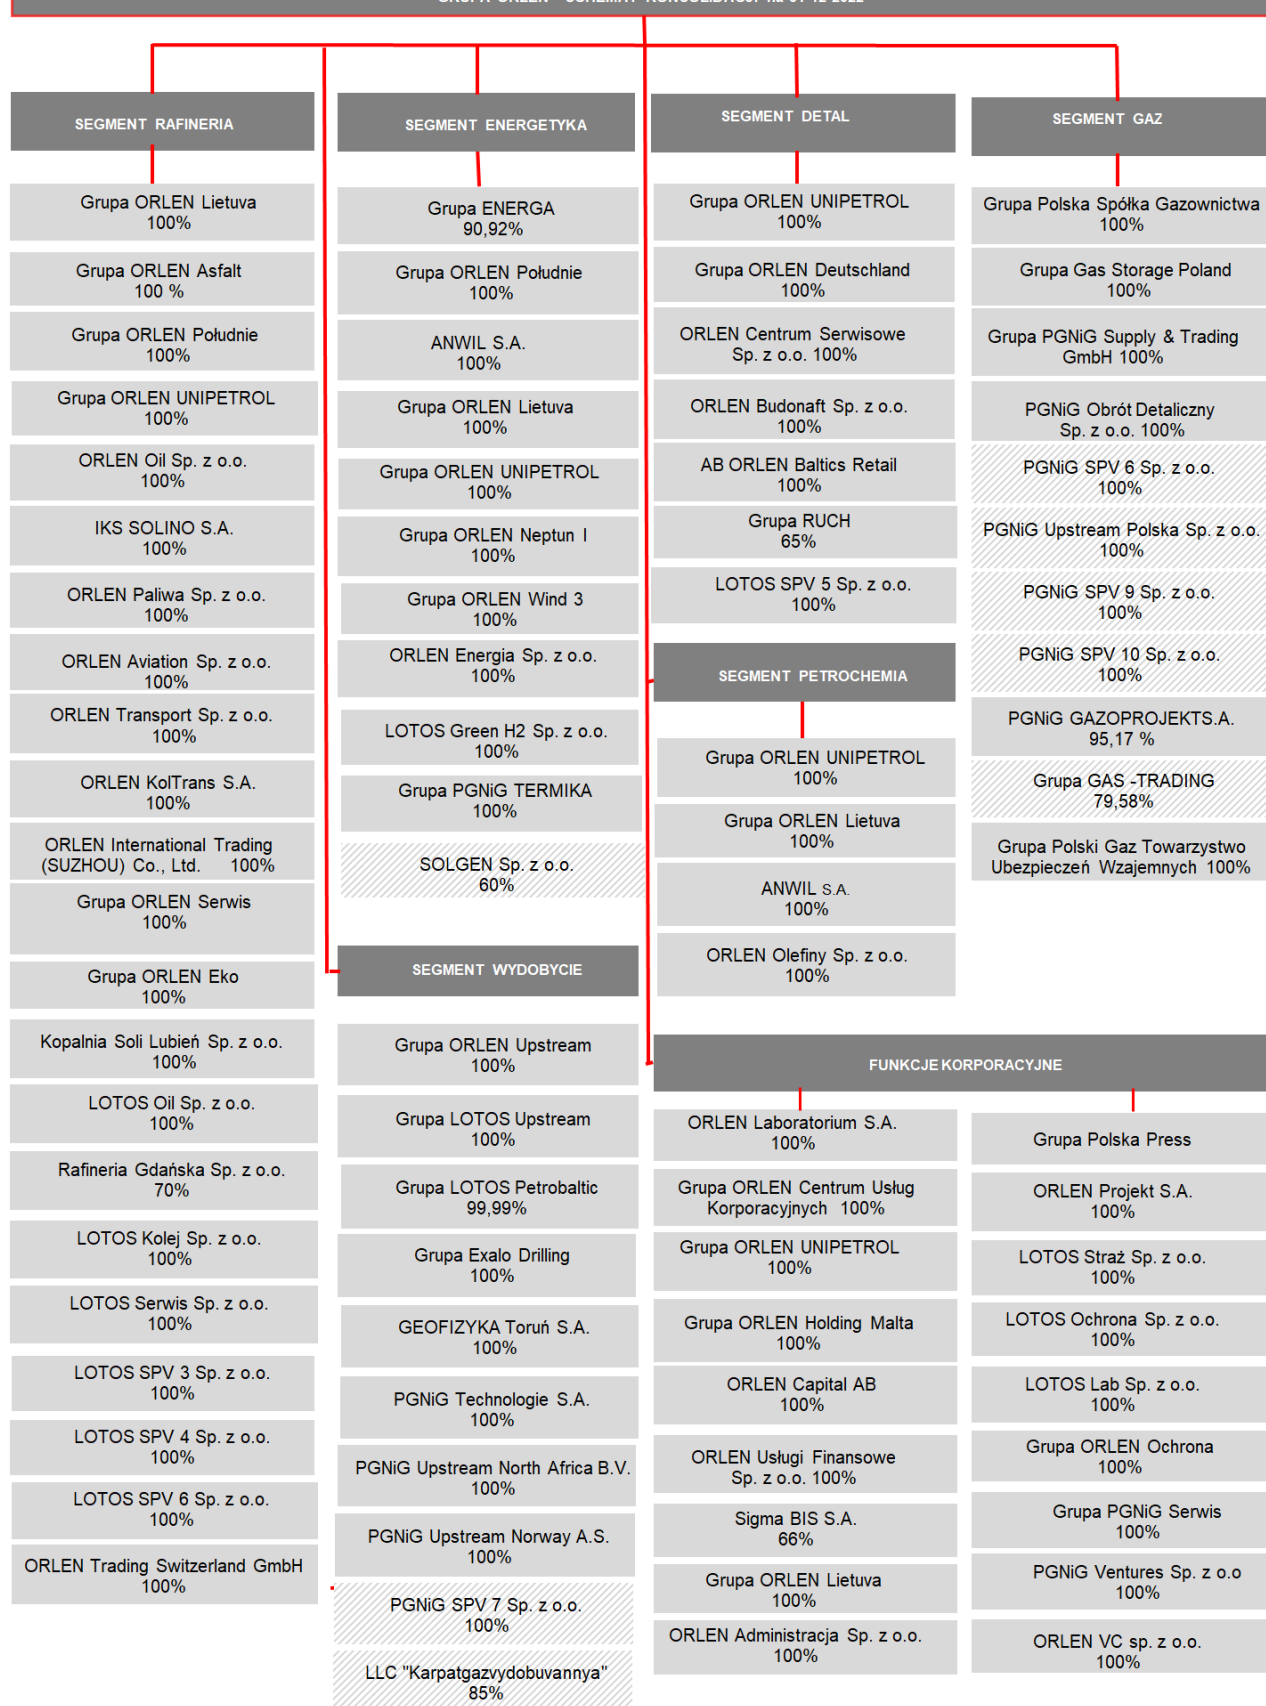 GRUPA ORLEN - SCHEMAT KONSOLIDACJI na 31-12-2022
SEGMENT RAFINERIA
Grupa ORLEN Lietuva
100%
Grupa ORLEN Asfalt
100 %
Grupa ORLEN Południe
100%
Grupa ORLEN UNIPETROL
100%
ORLEN Oil Sp. z o.o.
100%
IKS SOLINO S.A.
100%
ORLEN Paliwa Sp. z o.o.
100%
ORLEN Aviation Sp. z o.o.
100%
ORLEN Transport Sp. z o.o.
100%
ORLEN KolTrans S.A.
100%
ORLEN International Trading
(SUZHOU) Co., Ltd. 100%
Grupa ORLEN Serwis
100%
Grupa ORLEN Eko
100%
Kopalnia Soli Lubień Sp. z o.o.
100%
LOTOS Oil Sp. z o.o.
100%
Rafineria Gdańska Sp. z o.o.
70%
LOTOS Kolej Sp. z o.o.
100%
LOTOS Serwis Sp. z o.o.
100%
LOTOS SPV 3 Sp. z o.o.
100%
LOTOS SPV 4 Sp. z o.o.
100%
LOTOS SPV 6 Sp. z o.o.
100%
ORLEN Trading Switzerland GmbH
100%
SEGMENT ENERGETYKA
Grupa ENERGA
90,92%
Grupa ORLEN Południe
100%
ANWIL S.A.
100%
Grupa ORLEN Lietuva
100%
Grupa ORLEN UNIPETROL
100%
Grupa ORLEN Neptun I
100%
Grupa ORLEN Wind 3
100%
ORLEN Energia Sp. z o.o.
100%
LOTOS Green H2 Sp. z o.o.
100%
Grupa PGNiG TERMIKA
100%
SOLGEN Sp. z o.o.
60%
SEGMENT WYDOBYCIE
Grupa ORLEN Upstream
100%
Grupa LOTOS Upstream
100%
Grupa LOTOS Petrobaltic
99,99%
Grupa Exalo Drilling
100%
GEOFIZYKA Toruń S.A.
100%
PGNiG Technologie S.A.
100%
PGNiG Upstream North Africa B.V.
100%
PGNiG Upstream Norway A.S.
100%
PGNiG SPV 7 Sp. z o.o.
100%
LLC "Karpatgazvydobuvannya"
85%
SEGMENT DETAL
Grupa ORLEN UNIPETROL
100%
Grupa ORLEN Deutschland
100%
ORLEN Centrum Serwisowe
Sp. z o.o. 100%
ORLEN Budonaft Sp. z o.o.
100%
AB ORLEN Baltics Retail
100%
Grupa RUCH
65%
LOTOS SPV 5 Sp. z o.o.
100%
SEGMENT PETROCHEMIA
Grupa ORLEN UNIPETROL
100%
Grupa ORLEN Lietuva
100%
ANWIL S.A.
100%
ORLEN Olefiny Sp. z o.o.
100%
SEGMENT GAZ
Grupa Polska Spółka Gazownictwa
100%
Grupa Gas Storage Poland
100%
Grupa PGNiG Supply & Trading
GmbH 100%
PGNiG Obrót Detaliczny
Sp. z o.o. 100%
PGNiG SPV 6 Sp. z o.o.
100%
PGNiG Upstream Polska Sp. z o.o.
100%
PGNiG SPV 9 Sp. z o.o.
100%
PGNiG SPV 10 Sp. z o.o.
100%
PGNiG GAZOPROJEKTS.A.
95,17 %
Grupa GAS -TRADING
79,58%
Grupa Polski Gaz Towarzystwo
Ubezpieczeń Wzajemnych 100%
FUNKCJE KORPORACYJNE
ORLEN Laboratorium S.A.
100%
Grupa ORLEN Centrum Usług
Korporacyjnych 100%
Grupa ORLEN UNIPETROL
100%
Grupa ORLEN Holding Malta
100%
ORLEN Capital AB
100%
ORLEN Usługi Finansowe
Sp. z o.o. 100%
Sigma BIS S.A.
66%
Grupa ORLEN Lietuva
100%
ORLEN Administracja Sp. z o.o.
100%
Grupa Polska Press
ORLEN Projekt S.A.
100%
LOTOS Straż Sp. z o.o.
100%
LOTOS Ochrona Sp. z o.o.
100%
LOTOS Lab Sp. z o.o.
100%
Grupa ORLEN Ochrona
100%
Grupa PGNiG Serwis
100%
PGNiG Ventures Sp. z o.o
100%
ORLEN VC sp. z o.o.
100%